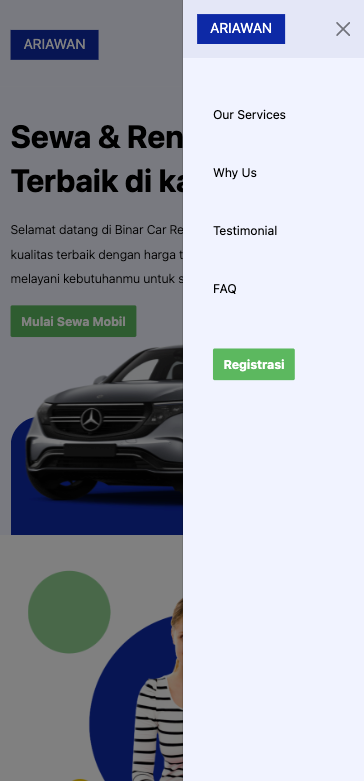 ARIAWAN
ARIAWAN
Our Services
Why Us
Testimonial
FAQ
Registrasi
Sewa & Ren
Terbaik di ka
Selamat datang di Binar Car Re
kualitas terbaik dengan harga t
melayani kebutuhanmu untuk s
Mulai Sewa Mobil